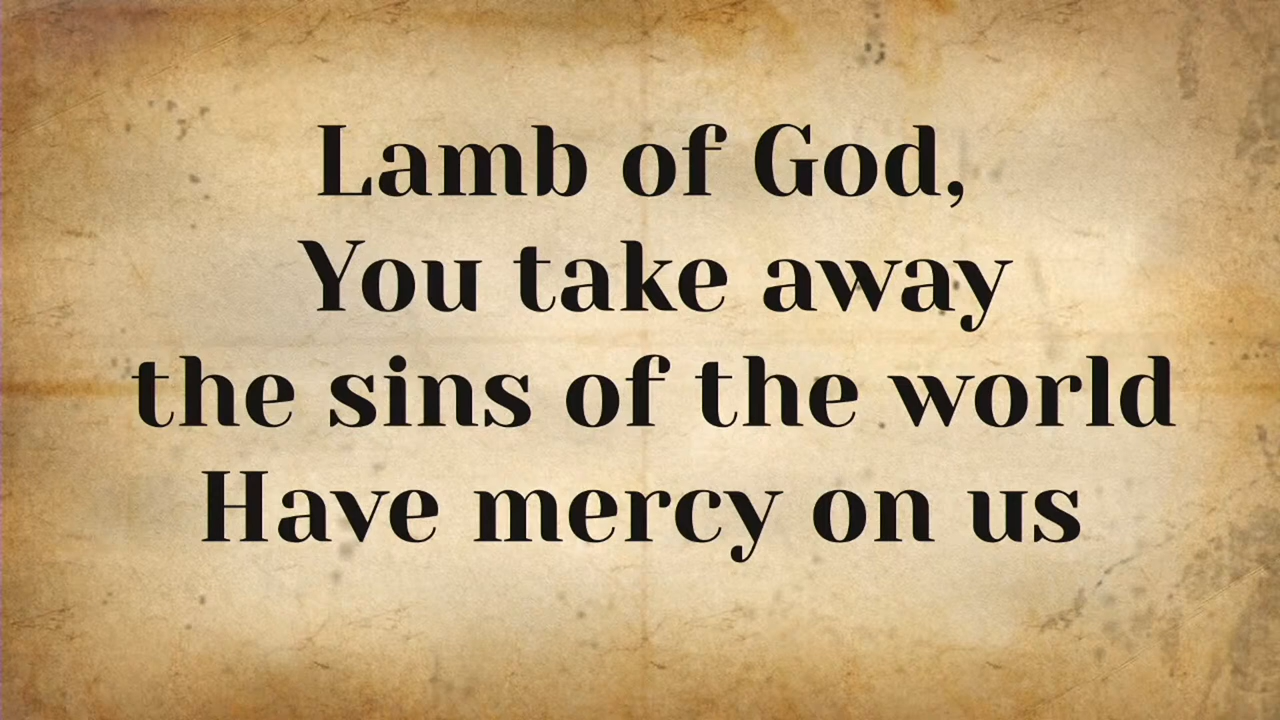 Lamb of God,
You take away
the sins of the world
Have mercy on us